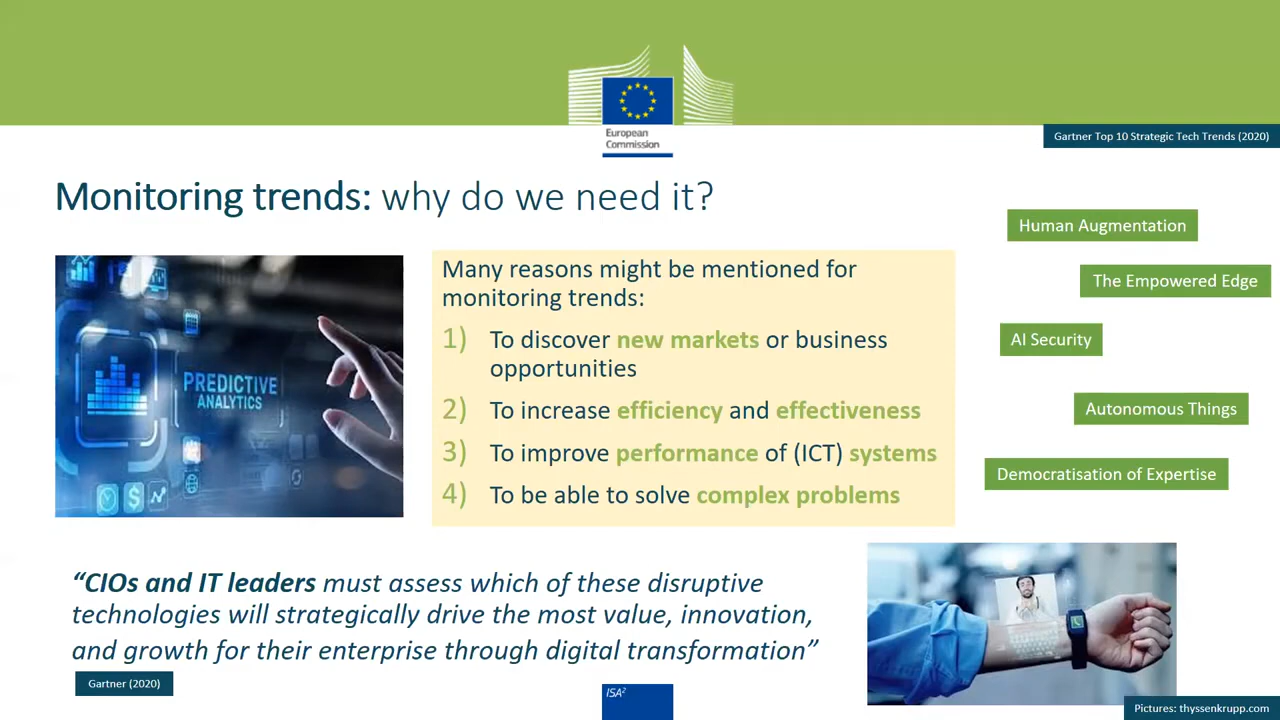 European
Commission
Gartner Top 10 Strategic Tech Trends (2020)
Monitoring trends: why do we need it?
PREDICTIVE
ANALYTICS
Many reasons might be mentioned for
monitoring trends:
1) To discover new markets or business
opportunities
2) To increase efficiency and effectiveness
3) To improve performance of (ICT) systems
4) To be able to solve complex problems
Human Augmentation
The Empowered Edge
AI Security
Autonomous Things
Democratisation of Expertise
“CIOs and IT leaders must assess which of these disruptive
technologies will strategically drive the most value, innovation,
and growth for their enterprise through digital transformation”
Gartner (2020)
ISA²
Pictures: thyssenkrupp.com